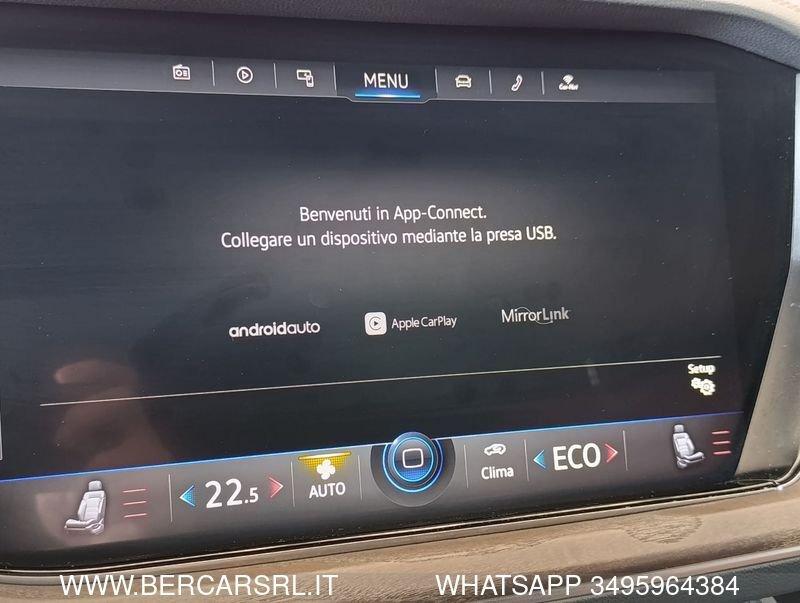 MENU
Benvenuti in App-Connect.
Collegare un dispositivo mediante la presa USB.
androidauto Apple CarPlay MirrorLink
Setup
22.5 AUTO Clima ECO
WWW.BERCARSRL.IT WHATSAPP 3495964384